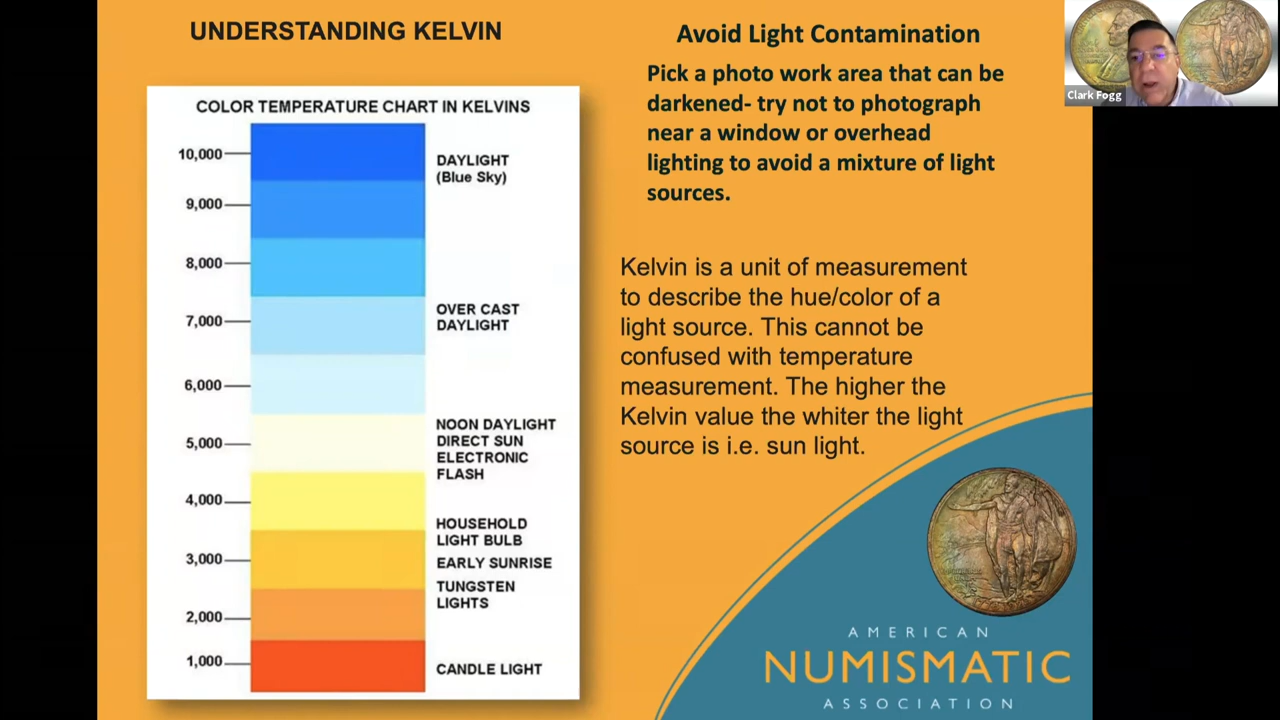 UNDERSTANDING KELVIN
COLOR TEMPERATURE CHART IN KELVINS
10,000
DAYLIGHT
(Blue Sky)
9,000
8,000
7,000
OVER CAST
DAYLIGHT
6,000
5,000
NOON DAYLIGHT
DIRECT SUN
ELECTRONIC
FLASH
4,000
HOUSEHOLD
LIGHT BULB
3,000
EARLY SUNRISE
TUNGSTEN
LIGHTS
2,000
1,000
CANDLE LIGHT
Avoid Light Contamination
Pick a photo work area that can be
darkened- try not to photograph
near a window or overhead
lighting to avoid a mixture of light
sources.
Kelvin is a unit of measurement
to describe the hue/color of a
light source. This cannot be
confused with temperature
measurement. The higher the
Kelvin value the whiter the light
source is i.e. sun light.
AMERICAN
NUMISMATIC
ASSOCIATION
Clark Fogg